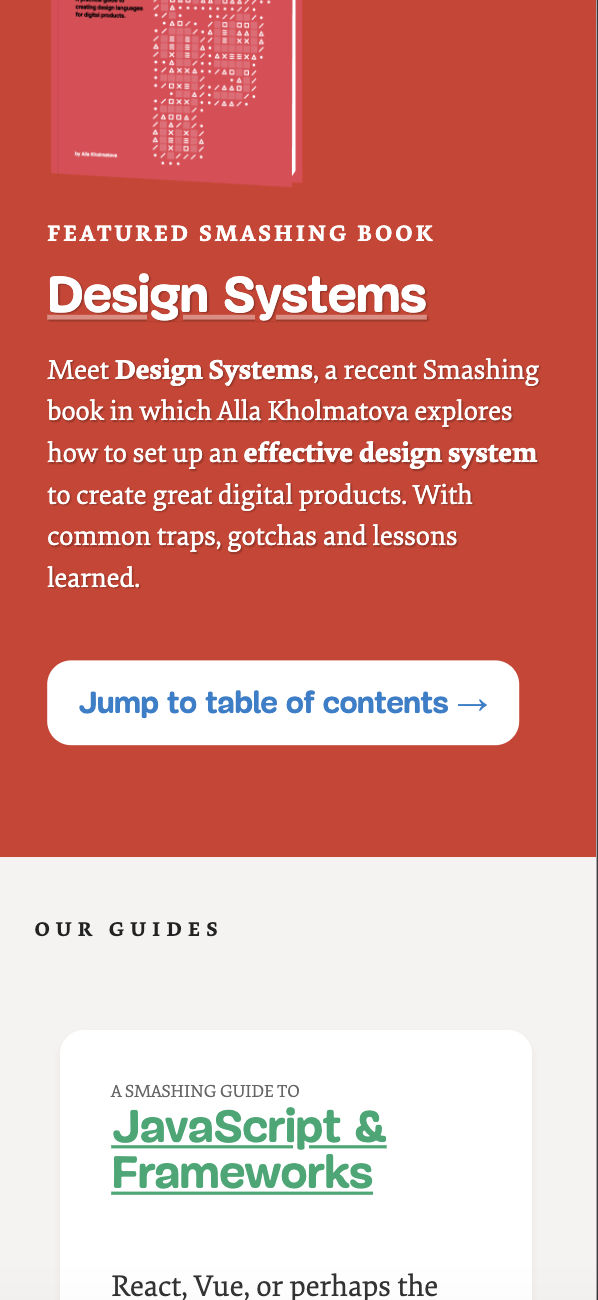 creating design languages
for digital products.
by Alla Kholmatova
FEATURED SMASHING BOOK
Design Systems
Meet Design Systems, a recent Smashing
book in which Alla Kholmatova explores
how to set up an effective design system
to create great digital products. With
common traps, gotchas and lessons
learned.
Jump to table of contents →
OUR GUIDES
A SMASHING GUIDE TO
JavaScript &
Frameworks
React, Vue, or perhaps the